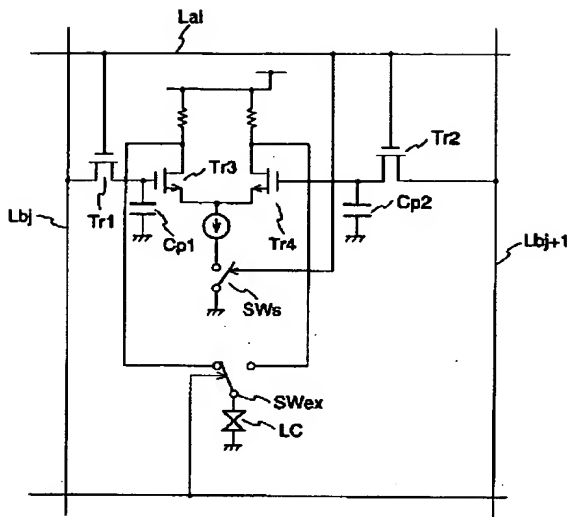 Lai
Tr2
Tr3
Lbj
Tr1
Cp1
Tr4
Cp2
Lbj+1
SWs
SWex
LC